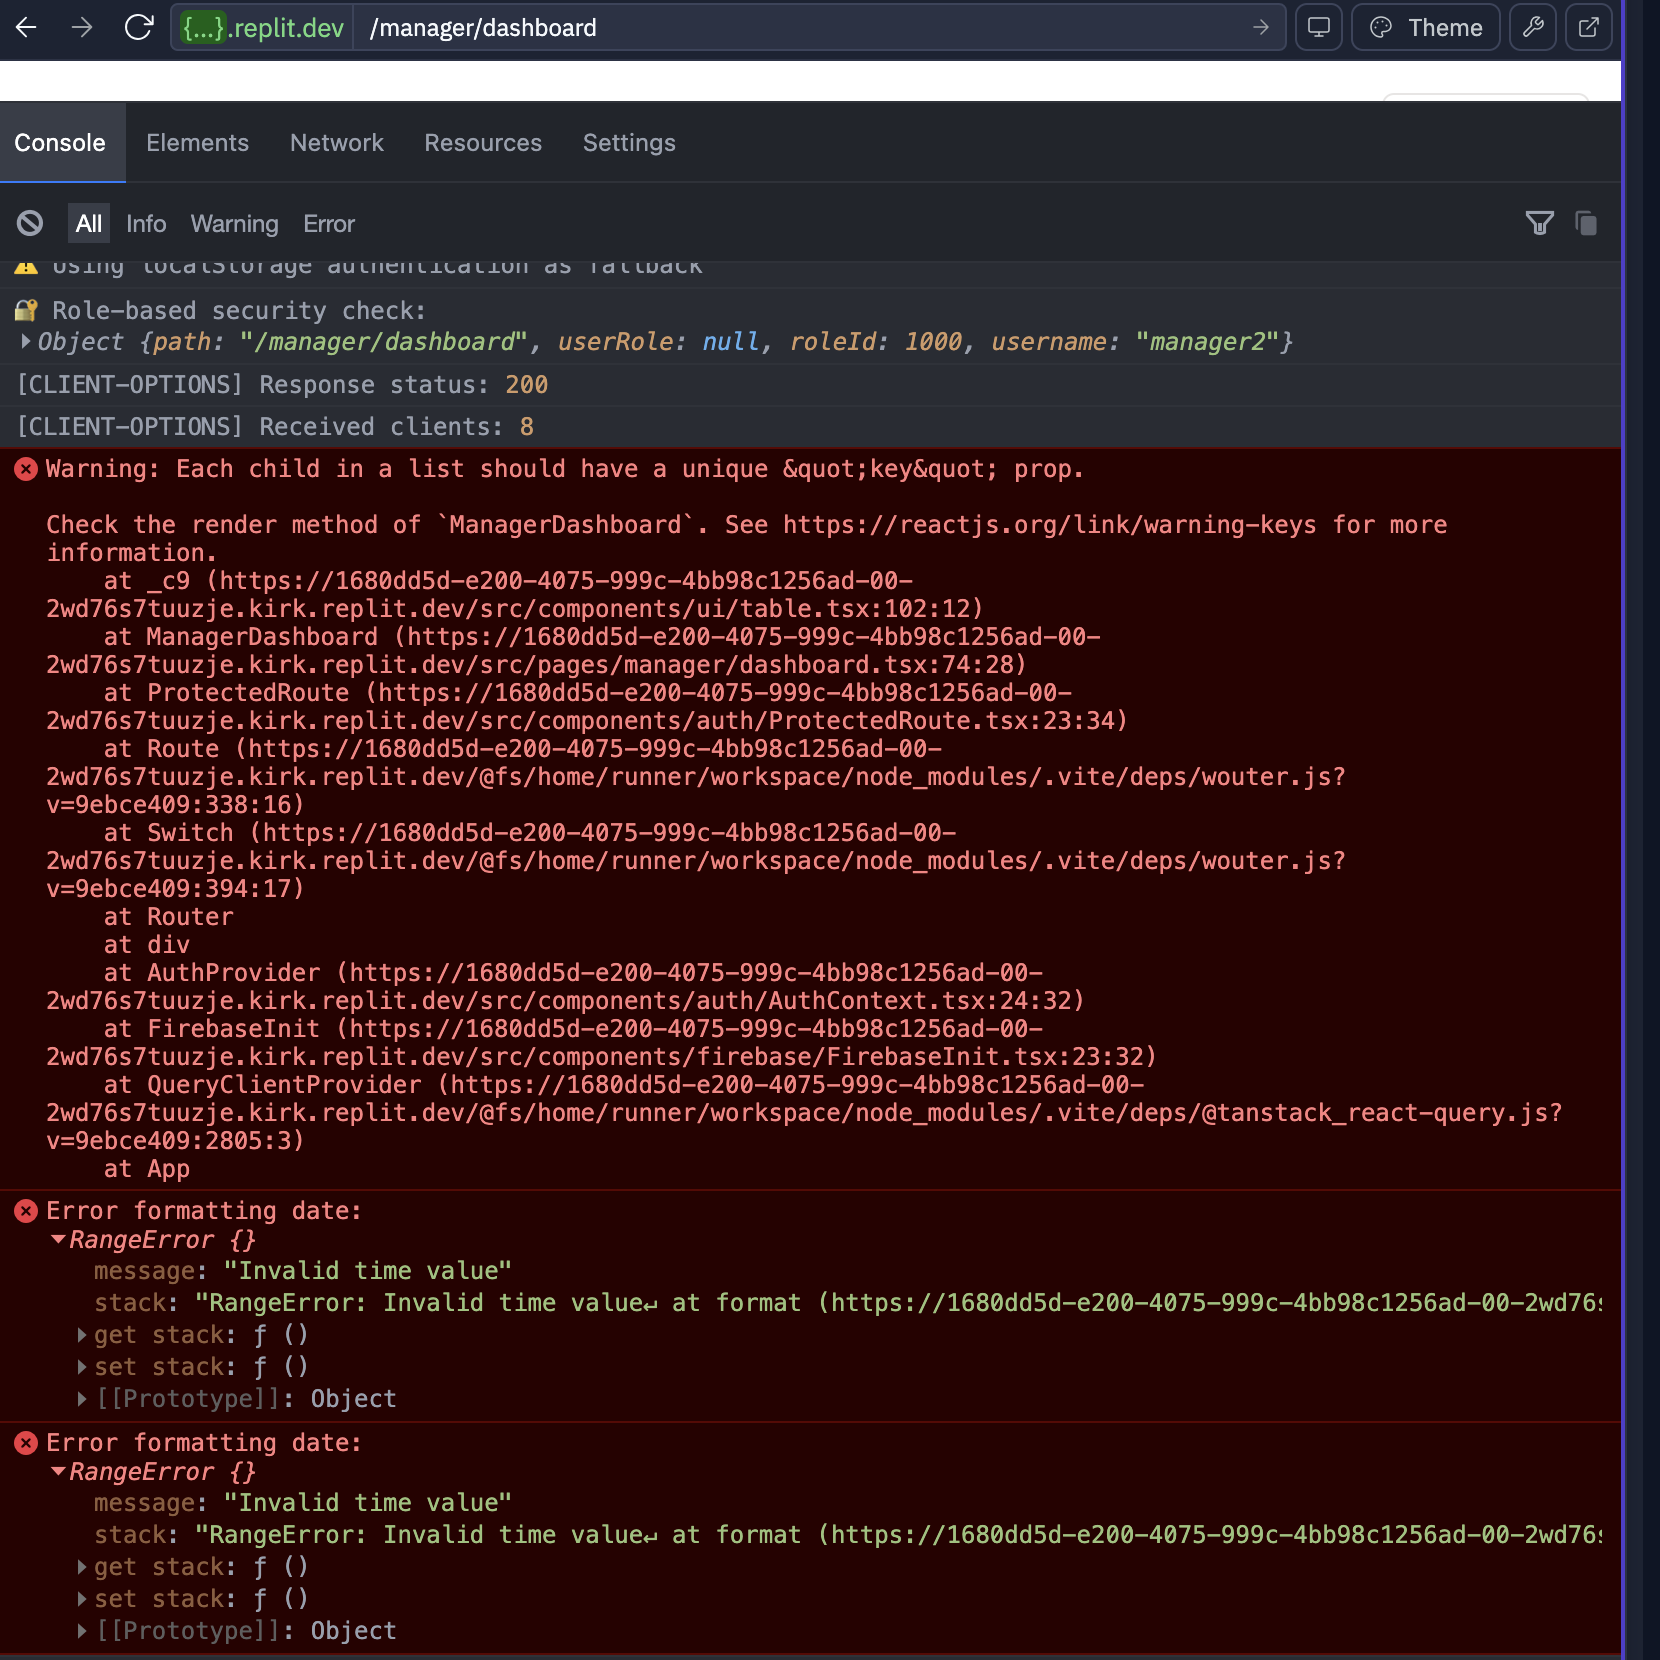 {...}.replit.dev /manager/dashboard Theme
Console Elements Network Resources Settings
All Info Warning Error
Using localStorage authentication as fallback
Role-based security check:
Object {path: "/manager/dashboard", userRole: null, roleId: 1000, username: "manager2"}
[CLIENT-OPTIONS] Response status: 200
[CLIENT-OPTIONS] Received clients: 8
Warning: Each child in a list should have a unique &quot;key&quot; prop.
Check the render method of `ManagerDashboard`. See https://reactjs.org/link/warning-keys for more
information.
at _c9 (https://1680dd5d-e200-4075-999c-4bb98c1256ad-00-
2wd76s7tuuzje.kirk.replit.dev/src/components/ui/table.tsx:102:12)
at ManagerDashboard (https://1680dd5d-e200-4075-999c-4bb98c1256ad-00-
2wd76s7tuuzje.kirk.replit.dev/src/pages/manager/dashboard.tsx:74:28)
at ProtectedRoute (https://1680dd5d-e200-4075-999c-4bb98c1256ad-00-
2wd76s7tuuzje.kirk.replit.dev/src/components/auth/ProtectedRoute.tsx:23:34)
at Route (https://1680dd5d-e200-4075-999c-4bb98c1256ad-00-
2wd76s7tuuzje.kirk.replit.dev/@fs/home/runner/workspace/node_modules/.vite/deps/wouter.js?
v=9ebce409:338:16)
at Switch (https://1680dd5d-e200-4075-999c-4bb98c1256ad-00-
2wd76s7tuuzje.kirk.replit.dev/@fs/home/runner/workspace/node_modules/.vite/deps/wouter.js?
v=9ebce409:394:17)
at Router
at div
at AuthProvider (https://1680dd5d-e200-4075-999c-4bb98c1256ad-00-
2wd76s7tuuzje.kirk.replit.dev/src/components/auth/AuthContext.tsx:24:32)
at FirebaseInit (https://1680dd5d-e200-4075-999c-4bb98c1256ad-00-
2wd76s7tuuzje.kirk.replit.dev/src/components/firebase/FirebaseInit.tsx:23:32)
at QueryClientProvider (https://1680dd5d-e200-4075-999c-4bb98c1256ad-00-
2wd76s7tuuzje.kirk.replit.dev/@fs/home/runner/workspace/node_modules/.vite/deps/@tanstack_react-query.js?
v=9ebce409:2805:3)
at App
Error formatting date:
RangeError {}
message: "Invalid time value"
stack: "RangeError: Invalid time value↵ at format (https://1680dd5d-e200-4075-999c-4bb98c1256ad-00-2wd76s
get stack: ƒ ()
set stack: ƒ ()
[[Prototype]]: Object
Error formatting date:
RangeError {}
message: "Invalid time value"
stack: "RangeError: Invalid time value↵ at format (https://1680dd5d-e200-4075-999c-4bb98c1256ad-00-2wd76s
get stack: ƒ ()
set stack: ƒ ()
[[Prototype]]: Object